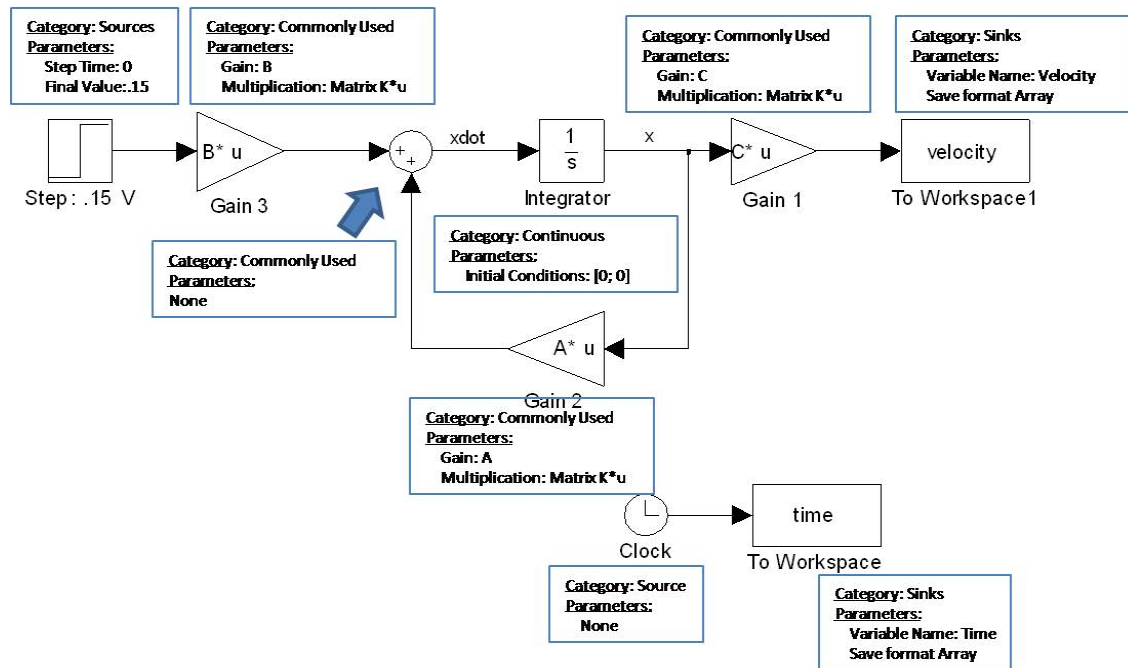 Category: Sources
Parameters:
Step Time: 0
Final Value:.15
Category: Commonly Used
Parameters:
Gain: B
Multiplication: Matrix K*u
Category: Commonly Used
Parameters:
Gain: C
Multiplication: Matrix K*u
Category: Sinks
Parameters:
Variable Name: Velocity
Save format Array
Step: .15 V
B* u
Gain 3
+
+
xdot
1
s
Integrator
x
C* u
Gain 1
velocity
To Workspace1
Category: Commonly Used
Parameters:
None
Category: Continuous
Parameters:
Initial Conditions: [0; 0]
A* u
Gain 2
Category: Commonly Used
Parameters:
Gain: A
Multiplication: Matrix K*u
Clock
time
To Workspace
Category: Source
Parameters:
None
Category: Sinks
Parameters:
Variable Name: Time
Save format Array